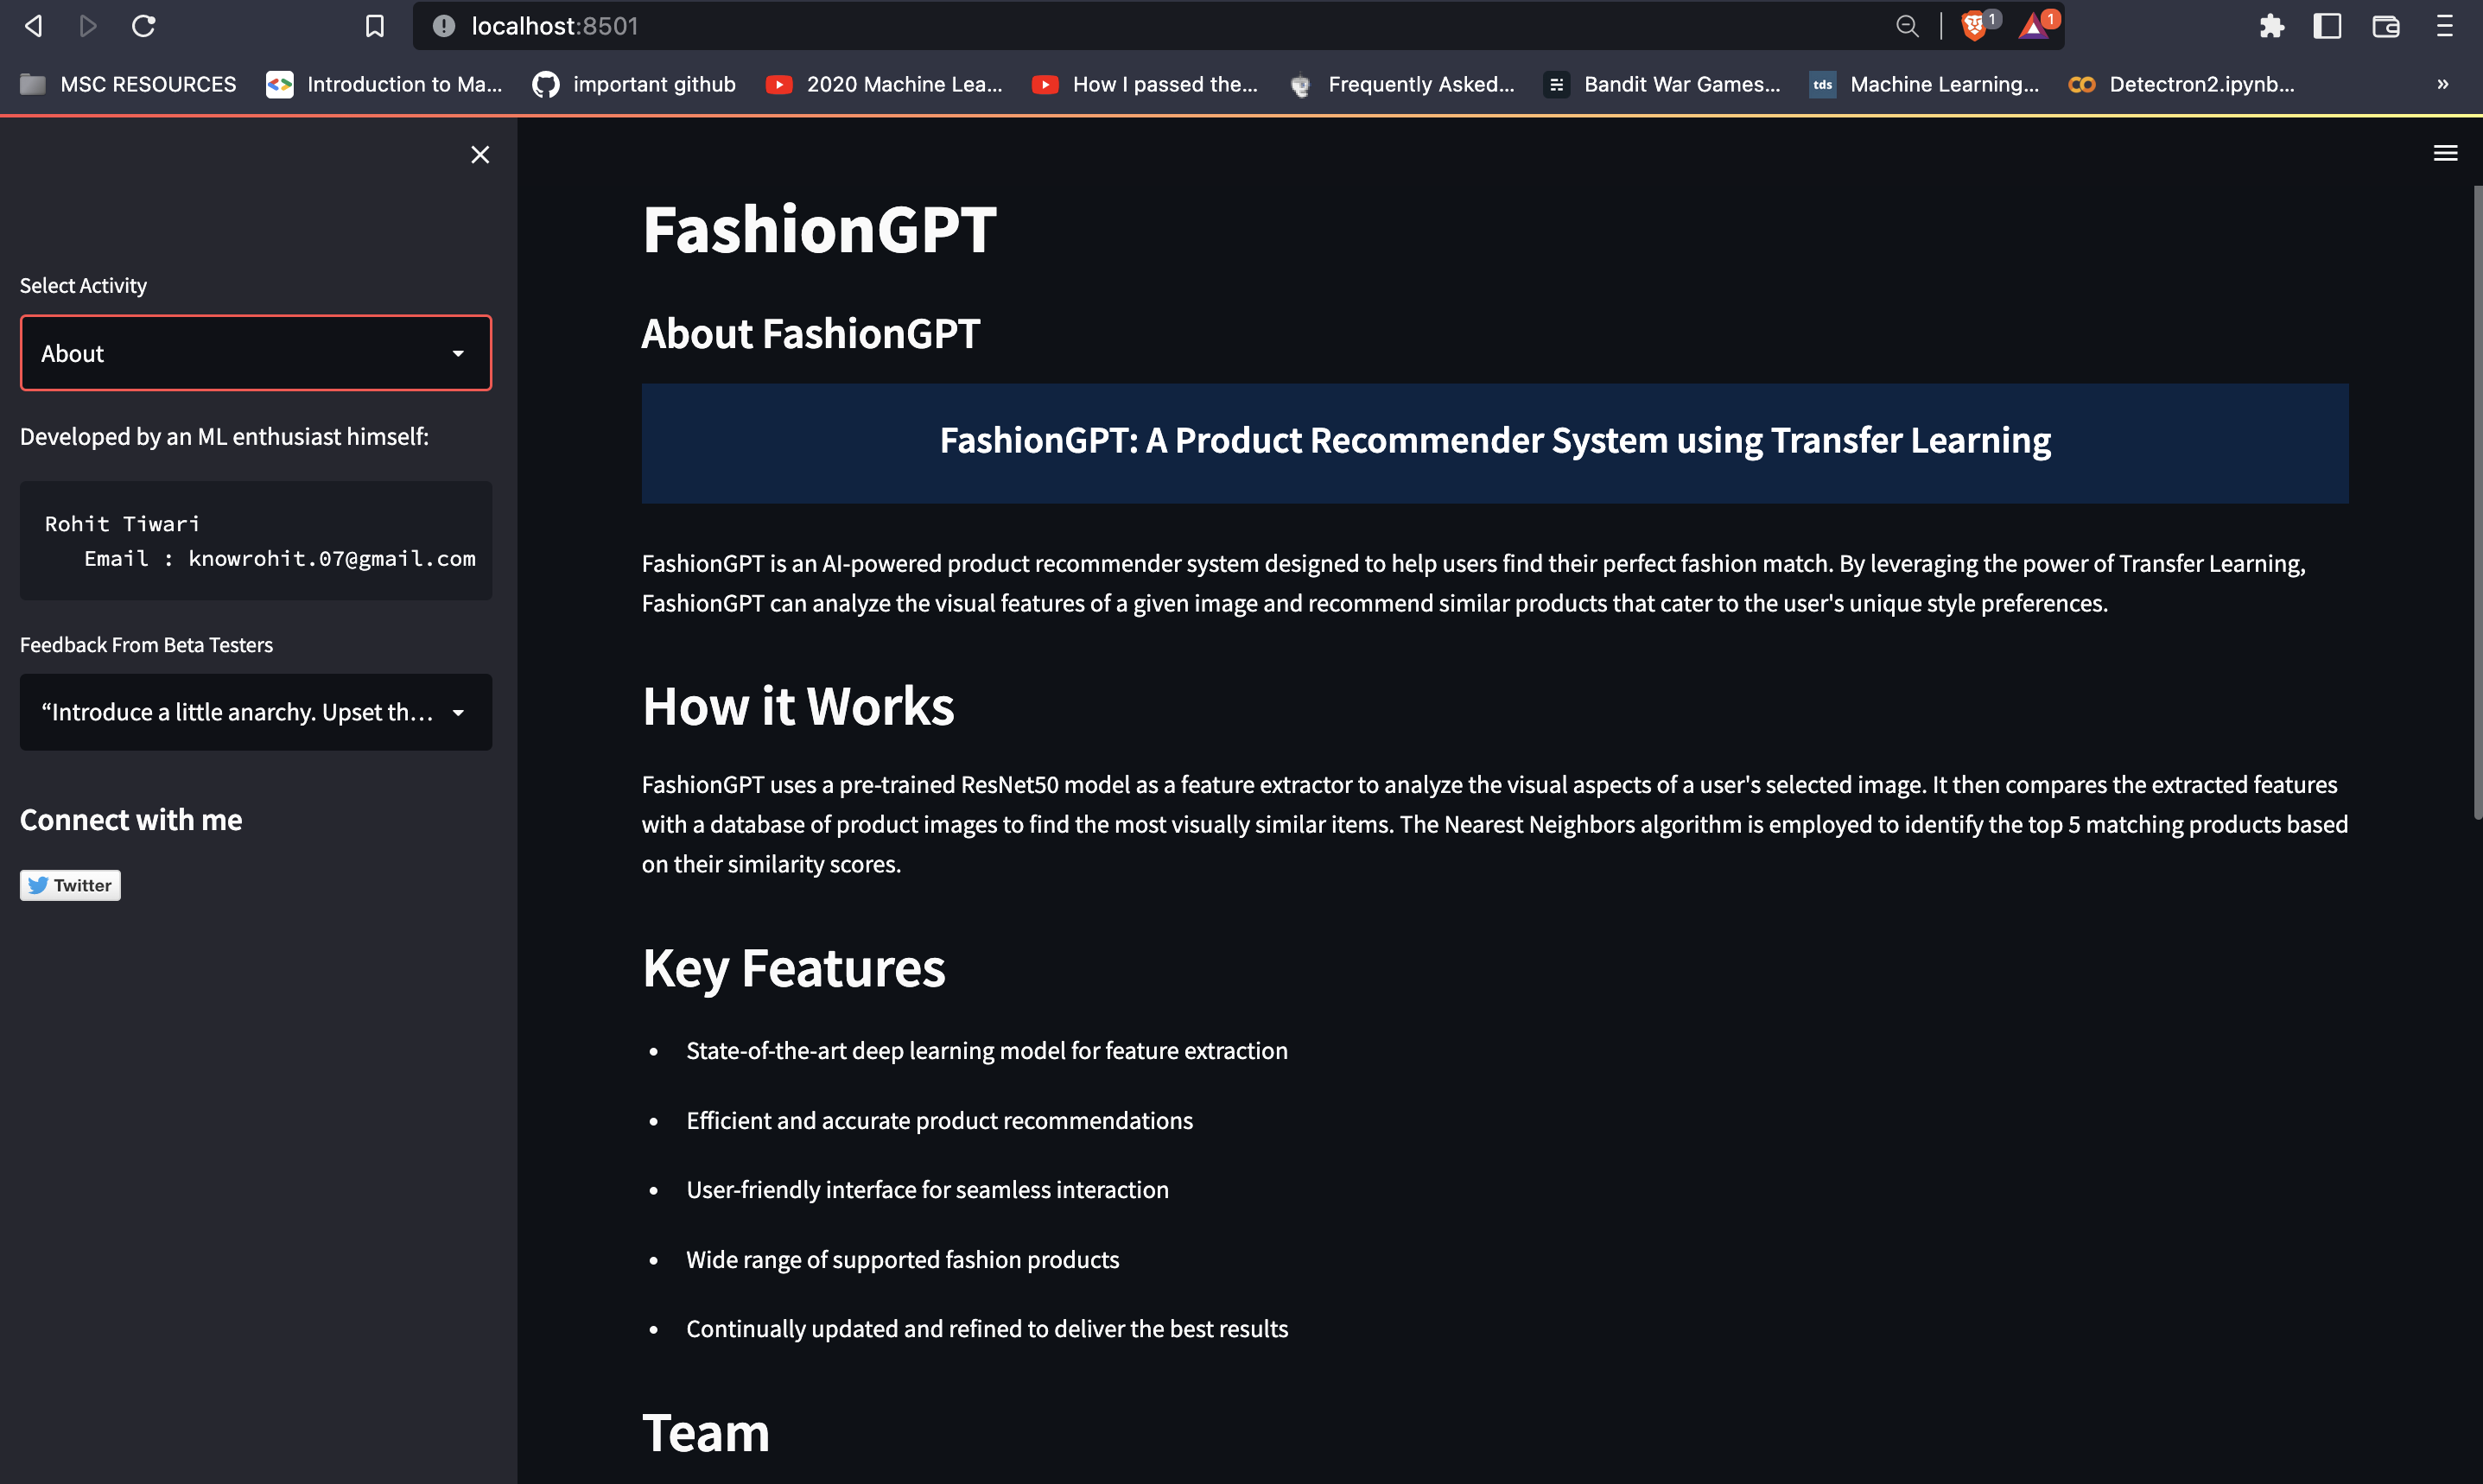 localhost:8501
1
1
MSC RESOURCES
Introduction to Ma...
important github
2020 Machine Lea...
How I passed the...
Frequently Asked...
Bandit War Games...
tds
Machine Learning...
Detectron2.ipynb...
»
Select Activity
About
Developed by an ML enthusiast himself:
Rohit Tiwari
Email : knowrohit.07@gmail.com
Feedback From Beta Testers
“Introduce a little anarchy. Upset th...
Connect with me
Twitter
FashionGPT
About FashionGPT
FashionGPT: A Product Recommender System using Transfer Learning
FashionGPT is an AI-powered product recommender system designed to help users find their perfect fashion match. By leveraging the power of Transfer Learning,
FashionGPT can analyze the visual features of a given image and recommend similar products that cater to the user's unique style preferences.
How it Works
FashionGPT uses a pre-trained ResNet50 model as a feature extractor to analyze the visual aspects of a user's selected image. It then compares the extracted features
with a database of product images to find the most visually similar items. The Nearest Neighbors algorithm is employed to identify the top 5 matching products based
on their similarity scores.
Key Features
• State-of-the-art deep learning model for feature extraction
• Efficient and accurate product recommendations
• User-friendly interface for seamless interaction
• Wide range of supported fashion products
• Continually updated and refined to deliver the best results
Team